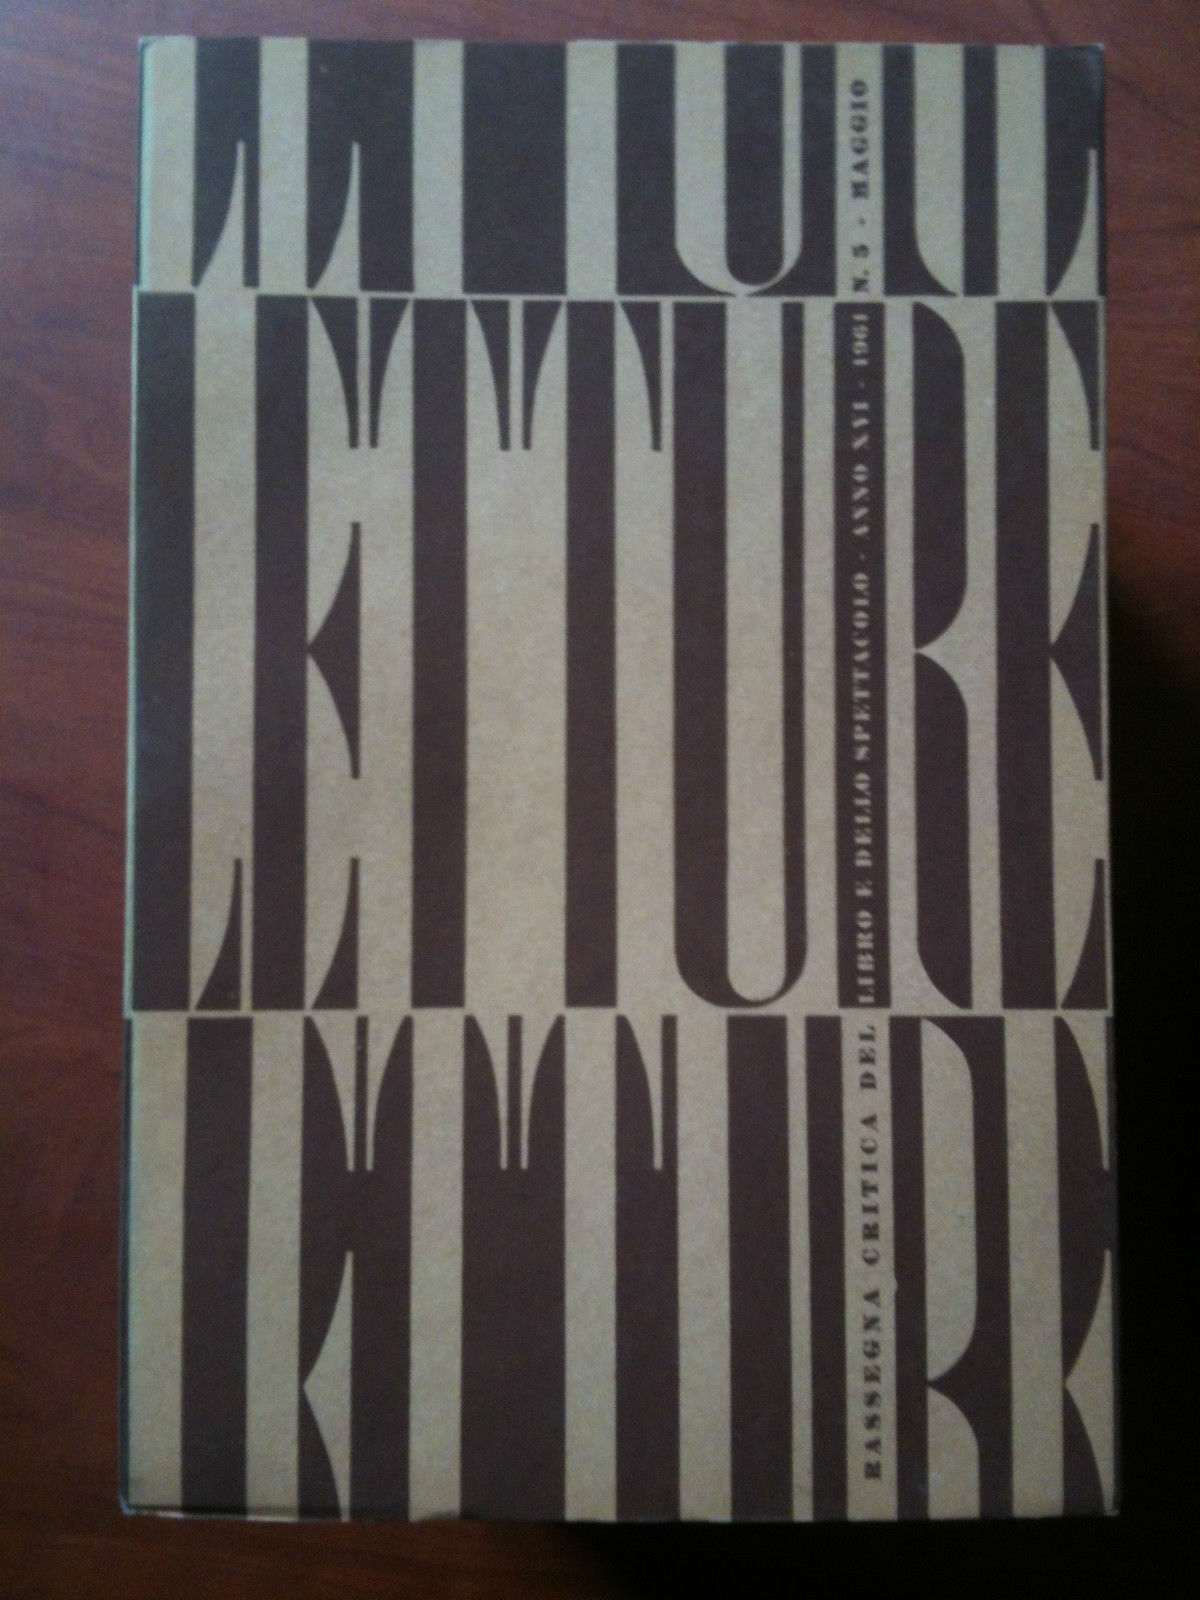 LETTURE
LETTURE
LETTURE
RASSEGNA CRITICA DEL LIBRO E DELLO SPETTACOLO · ANNO XVI · 1961 N. 5 · MAGGIO